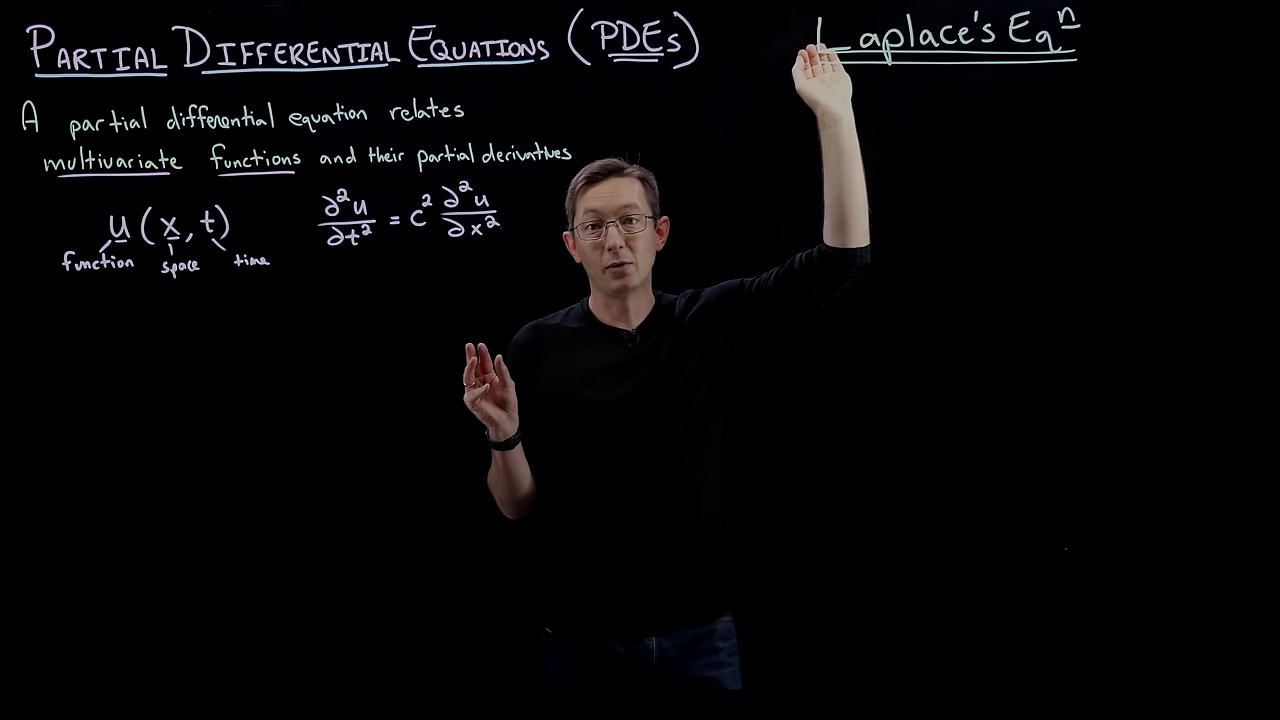 PARTIAL DIFFERENTIAL EQUATIONS (PDEs)
Laplace's Eqⁿ
A partial differential equation relates
multivariate functions and their partial derivatives
u(x,t)
function space time
∂²u/∂t² = c² ∂²u/∂x²